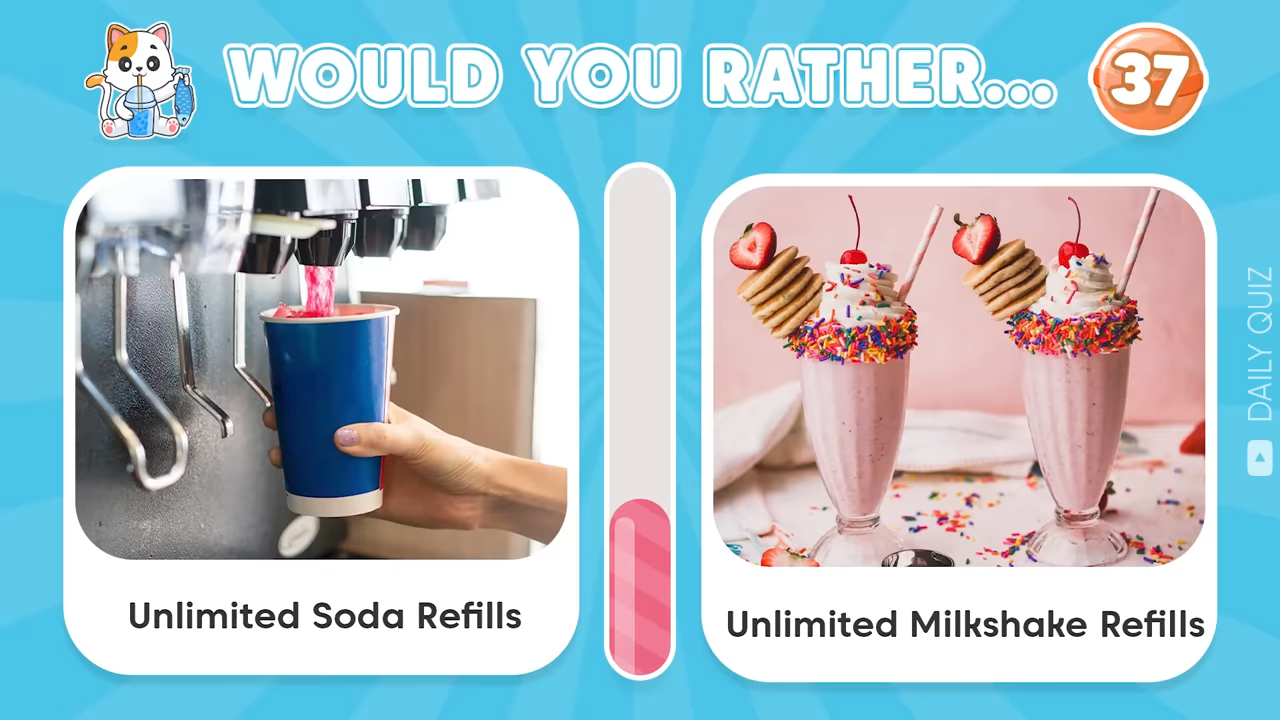 WOULD YOU RATHER...
37
Unlimited Soda Refills
Unlimited Milkshake Refills
DAILY QUIZ